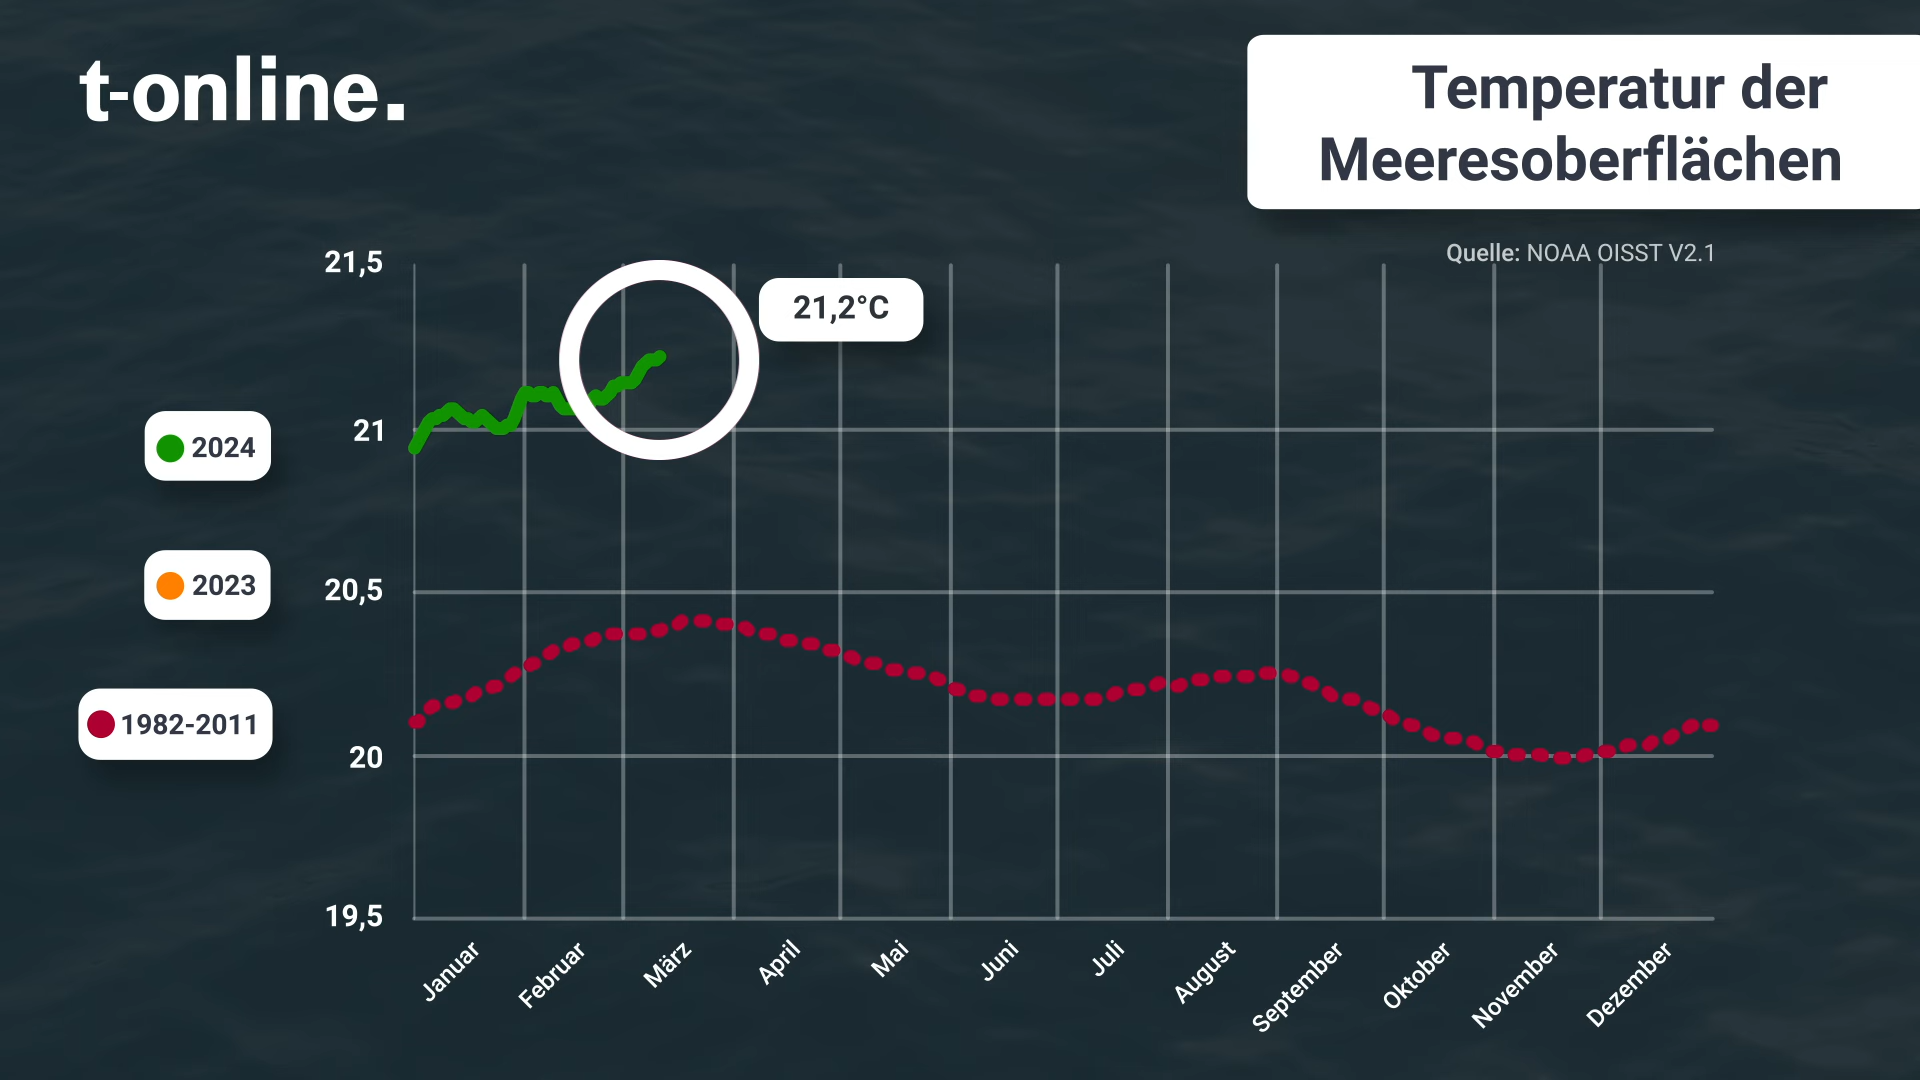 t-online.
Temperatur der
Meeresoberflächen
Quelle: NOAA OISST V2.1
21,5
21,2°C
21
2024
20,5
2023
1982-2011
20
19,5
Januar
Februar
März
April
Mai
Juni
Juli
August
September
Oktober
November
Dezember